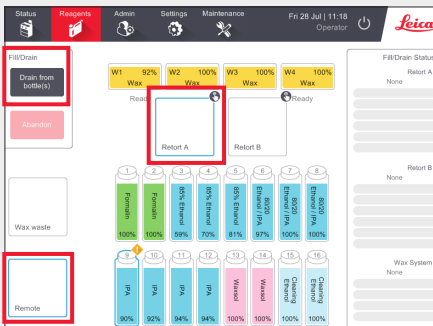 Status
Reagents
Admin
Settings
Maintenance
Fri 28 Jul | 11:18
Operator
Leica
Fill/Drain
Drain from
bottle(s)
Abandon
Wax waste
Remote
W1 92%
Wax
W2 100%
Wax
W3 100%
Wax
W4 100%
Wax
Ready
Ready
Retort A
Retort B
1
2
3
4
5
6
7
8
Formalin
Formalin
85% Ethanol
85% Ethanol
85% Ethanol
80/20
Ethanol / IPA
80/20
Ethanol / IPA
80/20
Ethanol / IPA
100%
100%
59%
70%
81%
97%
100%
100%
9
10
11
12
13
14
15
16
IPA
IPA
IPA
IPA
Waxsol
Waxsol
Cleaning
Ethanol
Cleaning
Ethanol
90%
92%
94%
94%
100%
100%
100%
100%
Fill/Drain Status
Retort A
None
Retort B
None
Wax System
None